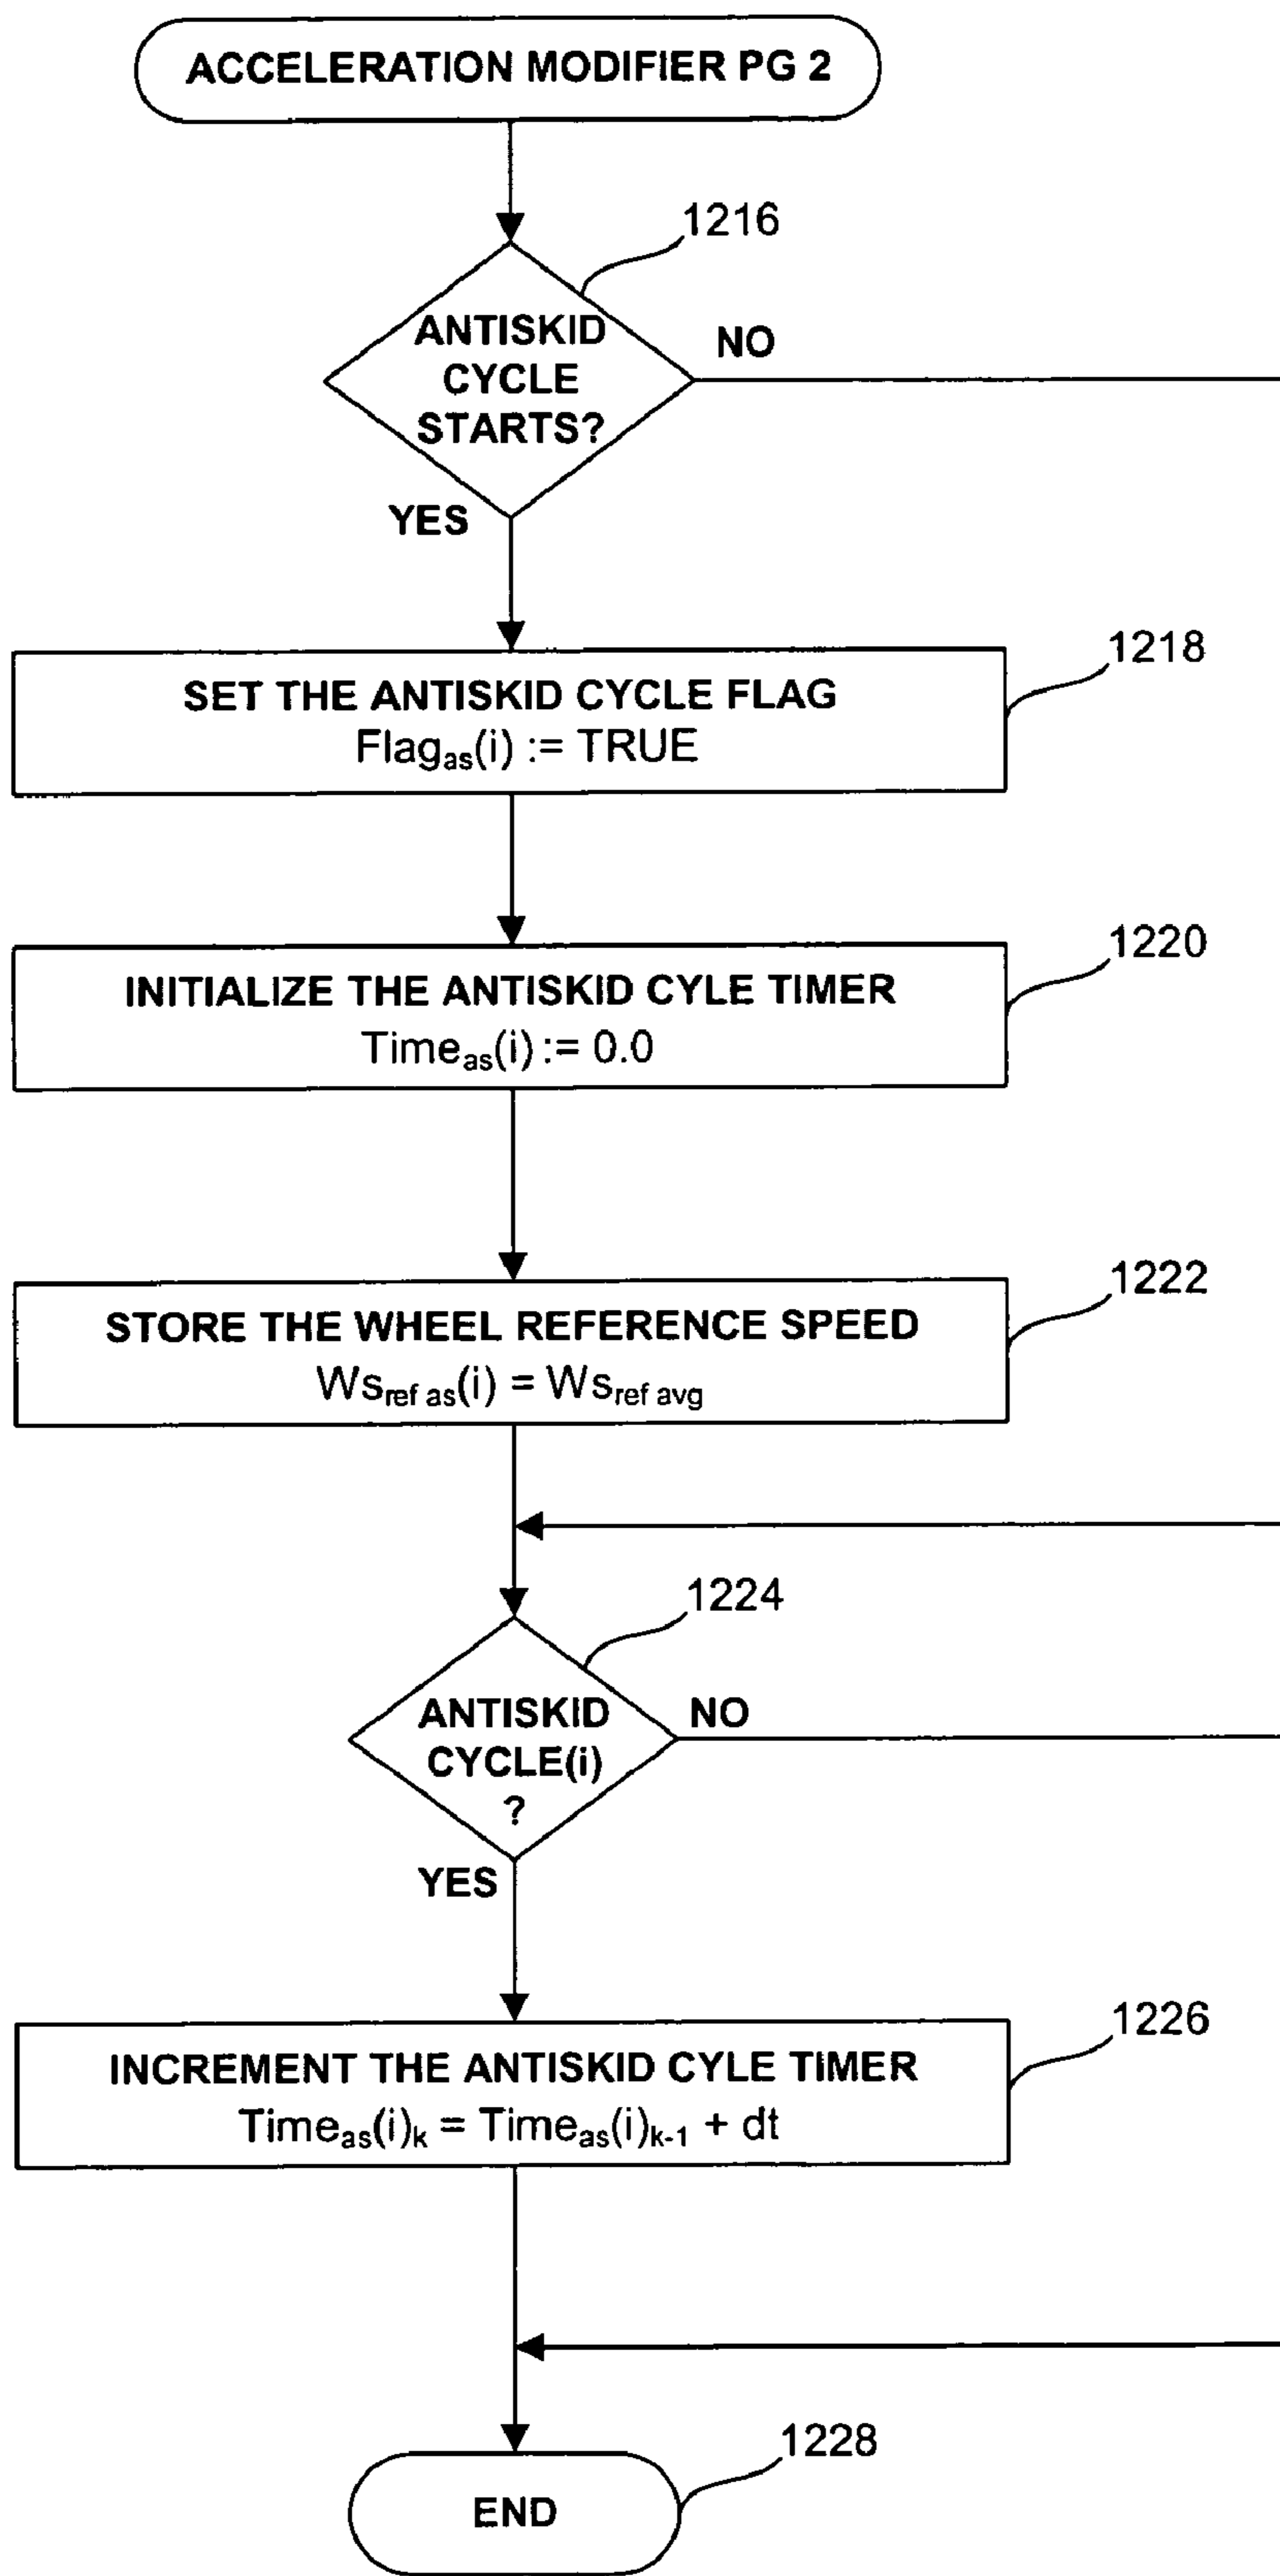 ACCELERATION MODIFIER PG 2
1216
ANTISKID
CYCLE
STARTS?
NO
YES
1218
SET THE ANTISKID CYCLE FLAG
Flagas(i) := TRUE
1220
INITIALIZE THE ANTISKID CYLE TIMER
Timeas(i) := 0.0
1222
STORE THE WHEEL REFERENCE SPEED
Wsref as(i) = Wsref avg
1224
ANTISKID
CYCLE(i)
?
NO
YES
1226
INCREMENT THE ANTISKID CYLE TIMER
Timeas(i)k = Timeas(i)k-1 + dt
1228
END